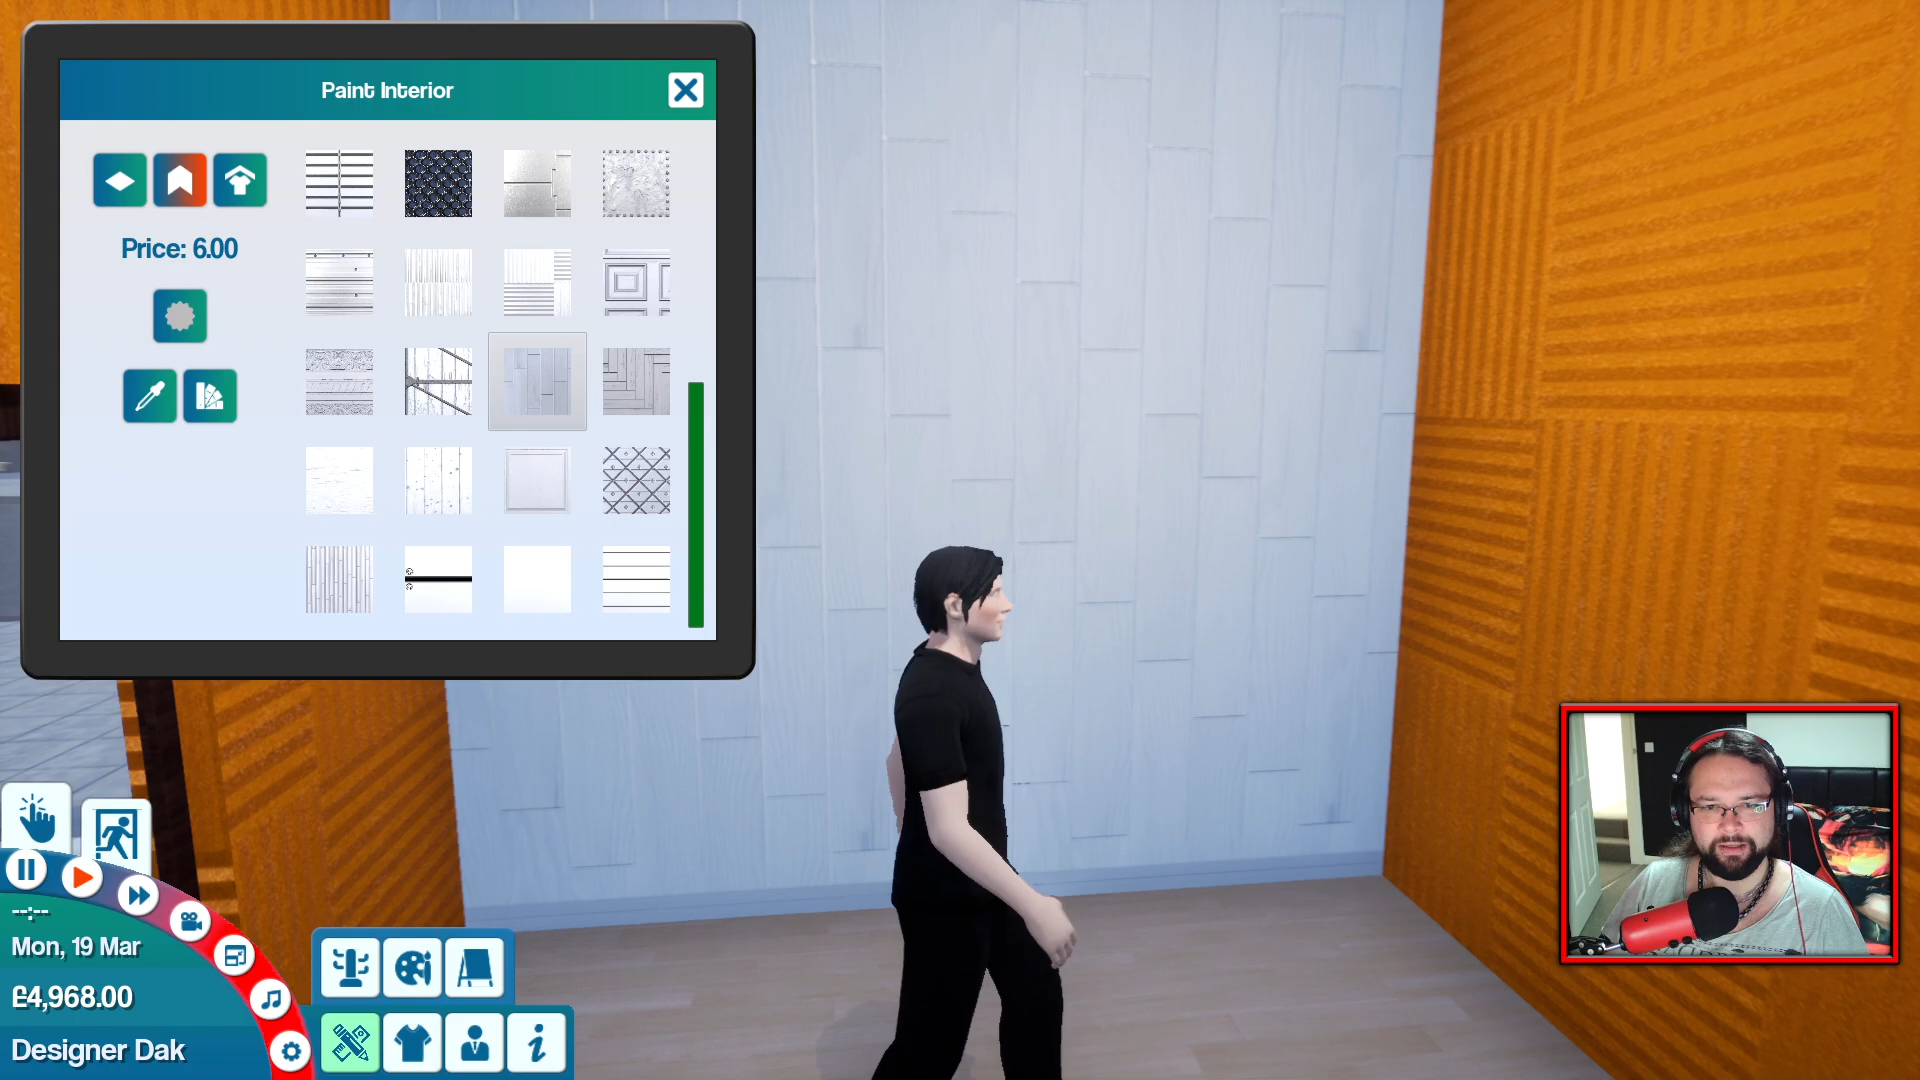 Paint Interior
Price: 6.00
--:--
Mon, 19 Mar
£4,968.00
Designer Dak